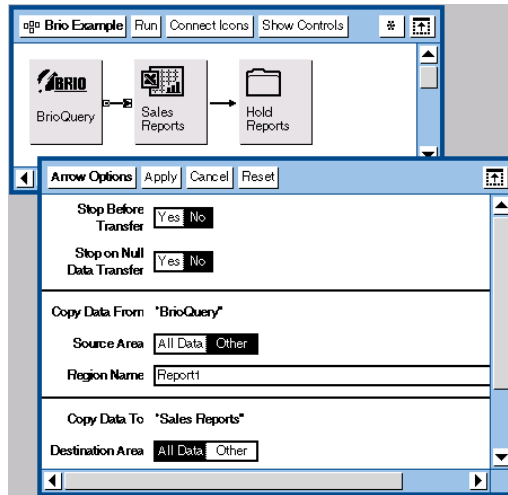 Brio Example Run Connect Icons Show Controls *
BRIO
BrioQuery
Sales
Reports
Hold
Reports
Arrow Options Apply Cancel Reset
Stop Before
Transfer
Yes No
Stop on Null
Data Transfer
Yes No
Copy Data From "BrioQuery"
Source Area All Data Other
Region Name Report1
Copy Data To "Sales Reports"
Destination Area All Data Other